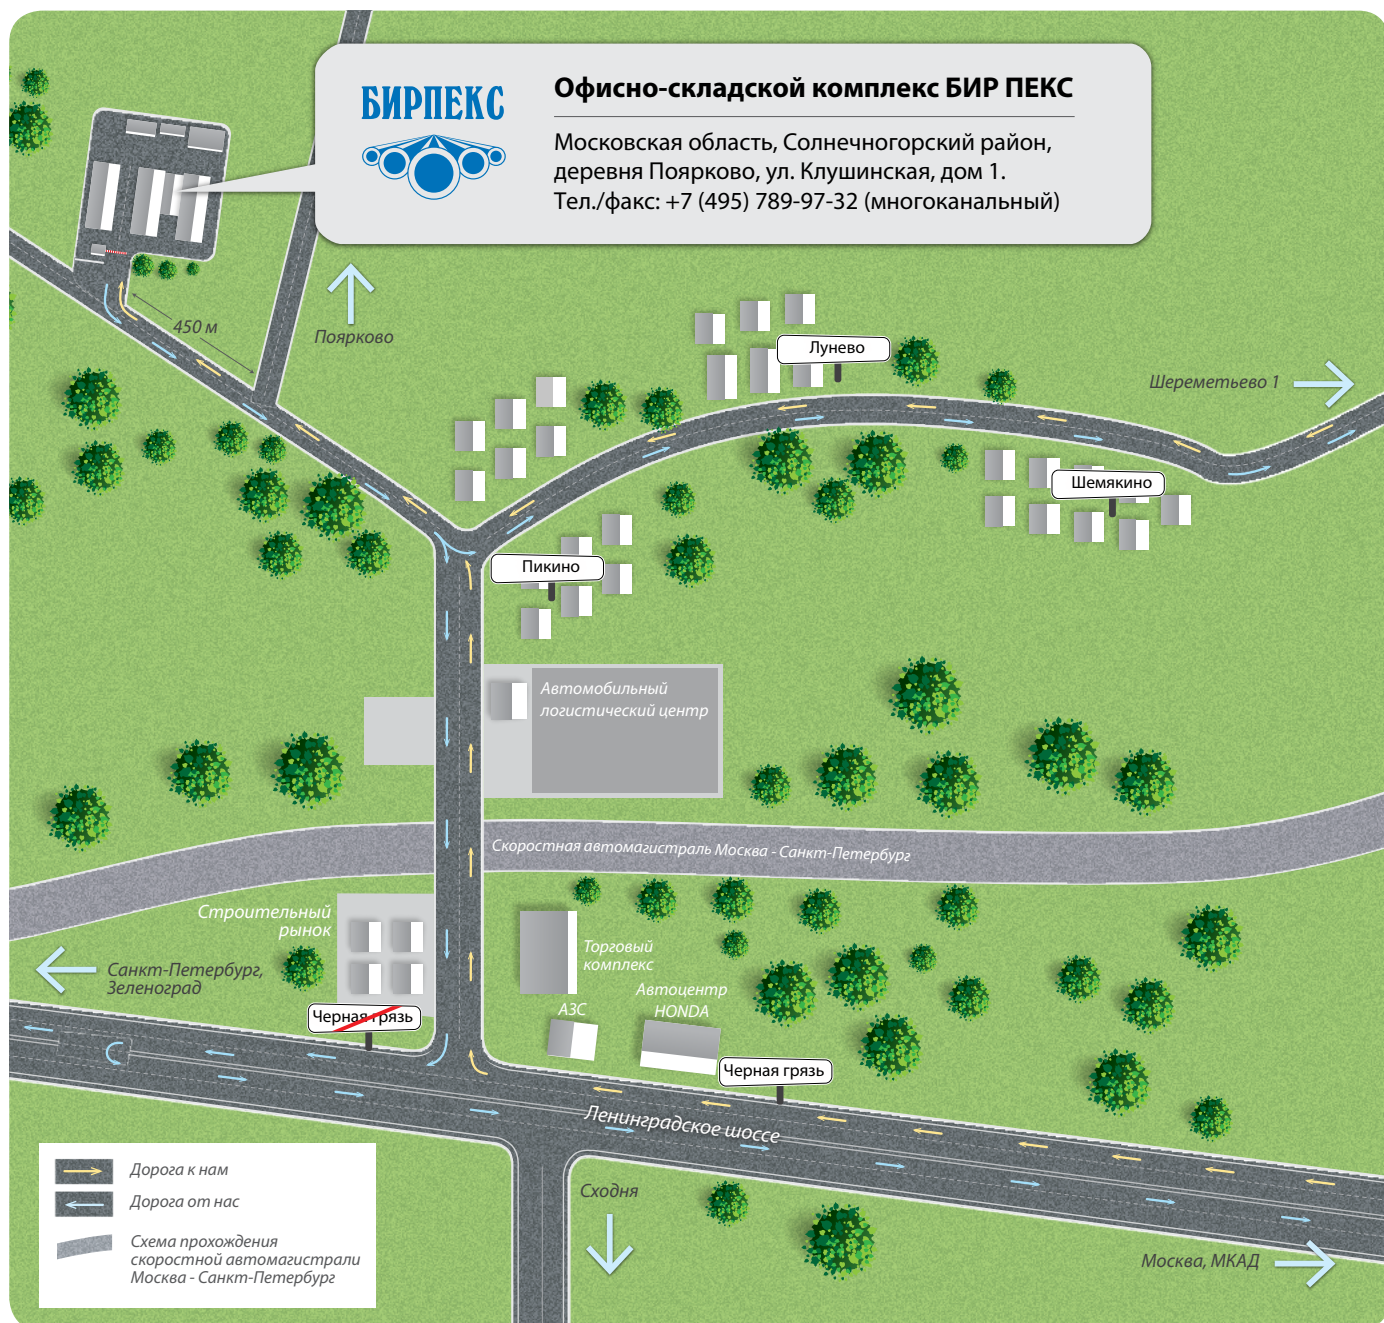 БИРПЕКС
Офисно-складской комплекс БИР ПЕКС
Московская область, Солнечногорский район,
деревня Поярково, ул. Клушинская, дом 1.
Тел./факс: +7 (495) 789-97-32 (многоканальный)
450 м
Поярково
Лунево
Шереметьево 1
Шемякино
Пикино
Автомобильный
логистический центр
Скоростная автомагистраль Москва - Санкт-Петербург
Строительный
рынок
Торговый
комплекс
Санкт-Петербург,
Зеленоград
Автоцентр
HONDA
АЗС
Черная грязь
Черная грязь
Ленинградское шоссе
Дорога к нам
Дорога от нас
Схема прохождения
скоростной автомагистрали
Москва - Санкт-Петербург
Сходня
Москва, МКАД